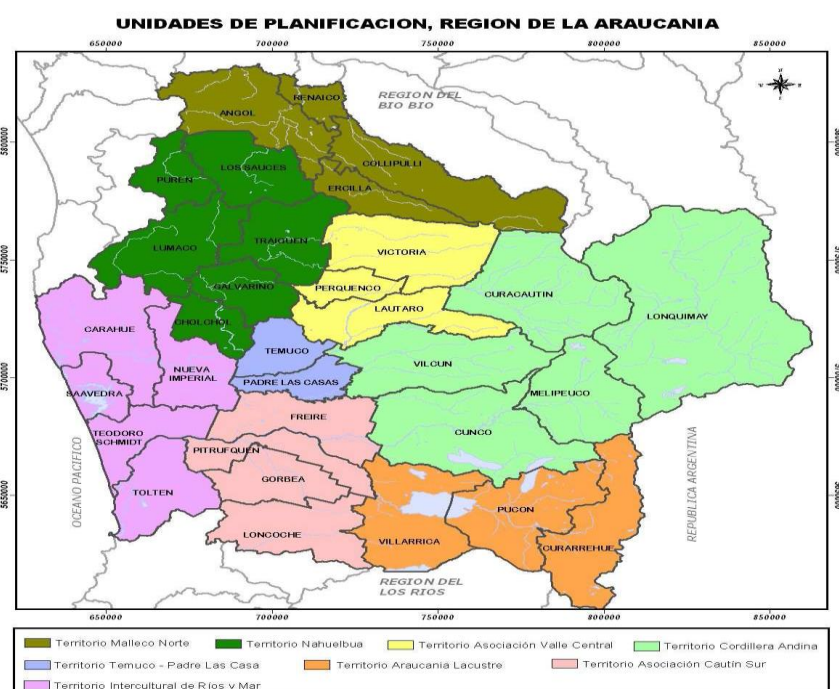 UNIDADES DE PLANIFICACION, REGION DE LA ARAUCANIA
650000 700000 750000 800000 850000
REGION DEL
BIO BIO
RENAICO
ANGOL
5800000
COLLIPULLI
LOS SAUCES
PUREN
ERCILLA
TRAIGUEN
LUMACO
VICTORIA
5750000
GALVARINO
PERQUENCO
CURACAUTIN
LAUTARO
LONQUIMAY
CHOLCHOL
CARAHUE
TEMUCO
VILCUN
NUEVA
IMPERIAL
PADRE LAS CASAS
5700000
SAAVEDRA
MELIPEUCO
FREIRE
TEODORO
SCHMIDT
CUNCO
PITRUFQUEN
GORBEA
TOLTEN
5650000
PUCON
LONCOCHE
VILLARRICA
CURARREHUE
OCEANO PACIFICO
REPUBLICA ARGENTINA
REGION DEL
LOS RIOS
650000 700000 750000 800000 850000
Territorio Malleco Norte Territorio Nahuelbua Territorio Asociación Valle Central Territorio Cordillera Andina
Territorio Temuco - Padre Las Casa Territorio Araucanía Lacustre Territorio Asociación Cautín Sur
Territorio Intercultural de Ríos y Mar